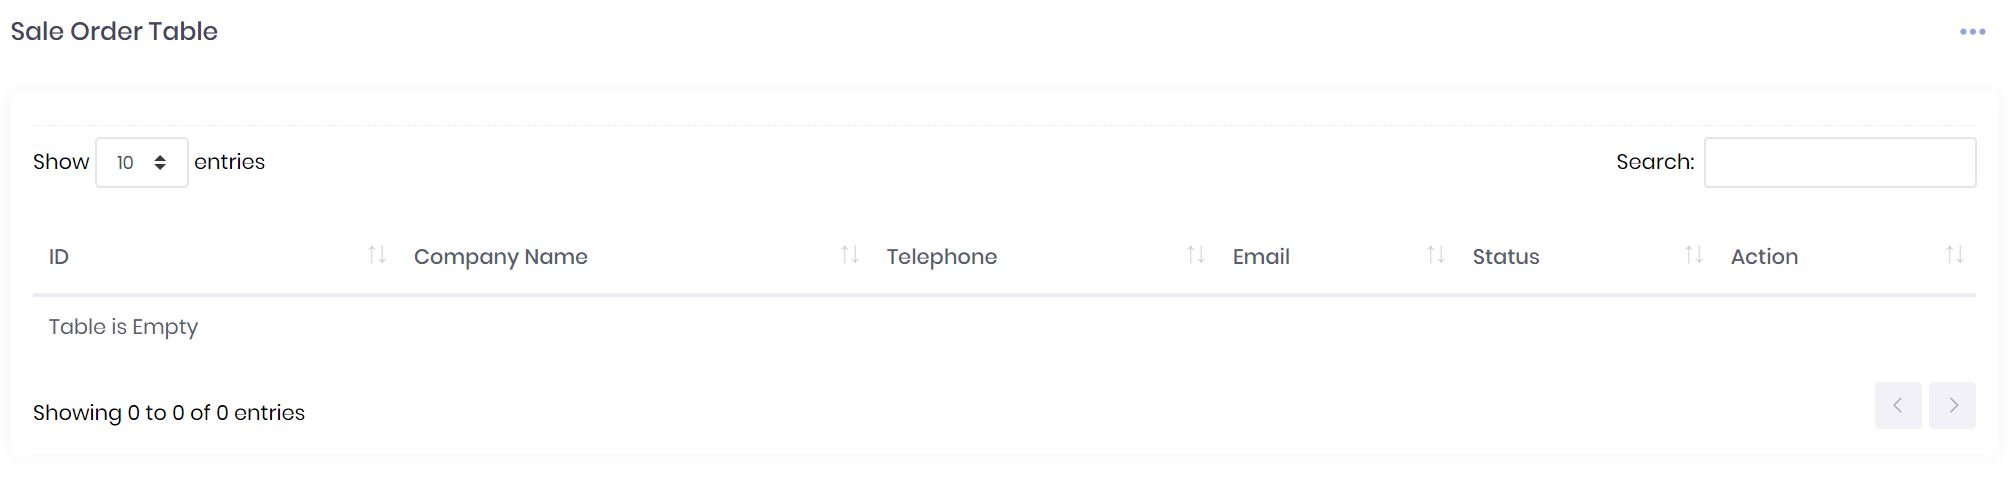 Sale Order Table
Show 10 entries
Search:
ID Company Name Telephone Email Status Action
Table is Empty
Showing 0 to 0 of 0 entries